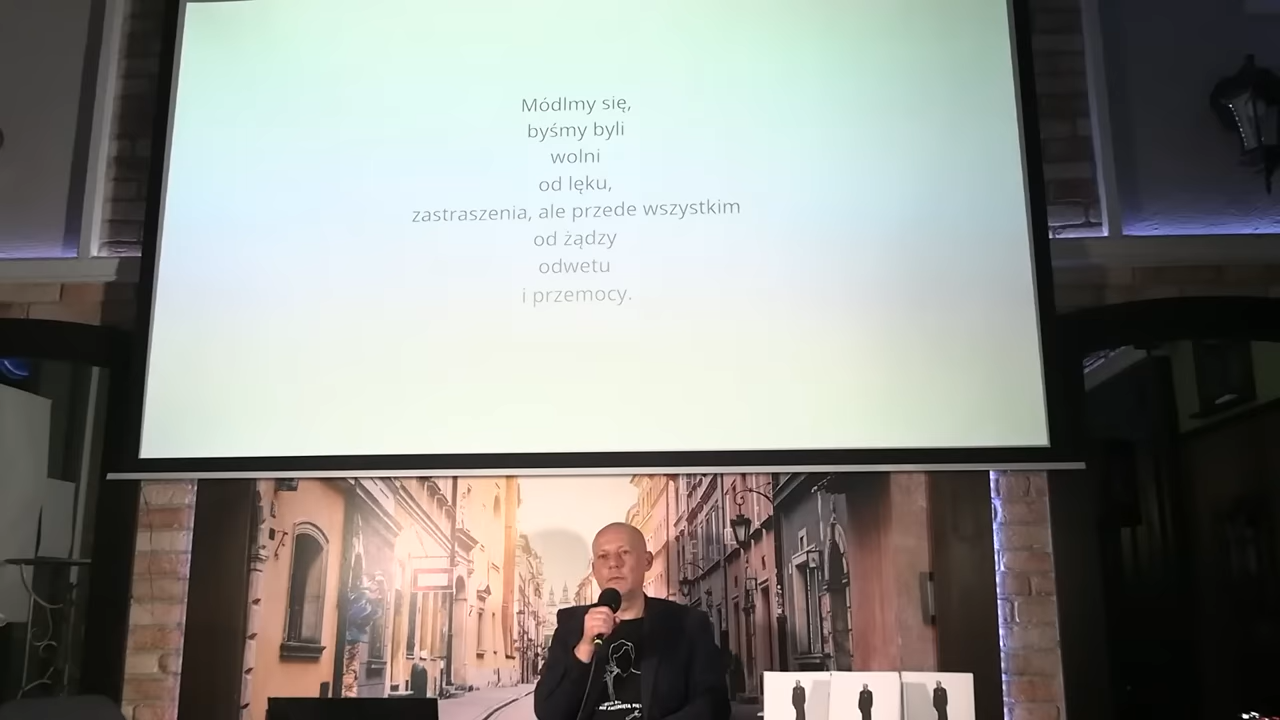 Módlmy się,
byśmy byli
wolni
od lęku,
zastraszenia, ale przede wszystkim
od żądzy
odwetu
i przemocy.